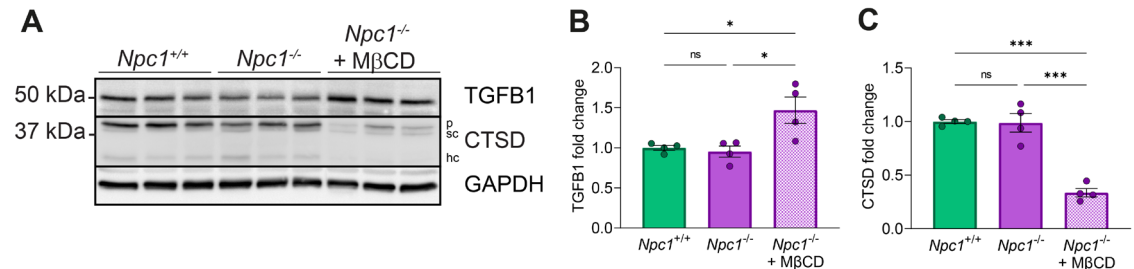 A
Npc1+/+
Npc1-/-
Npc1-/-
+ MβCD
50 kDa
37 kDa
TGFB1
p
sc
CTSD
hc
GAPDH
B
*
ns
*
TGFB1 fold change
2.0
1.5
1.0
0.5
0.0
Npc1+/+
Npc1-/-
Npc1-/-
+ MβCD
C
***
ns
***
CTSD fold change
1.5
1.0
0.5
0.0
Npc1+/+
Npc1-/-
Npc1-/-
+ MβCD